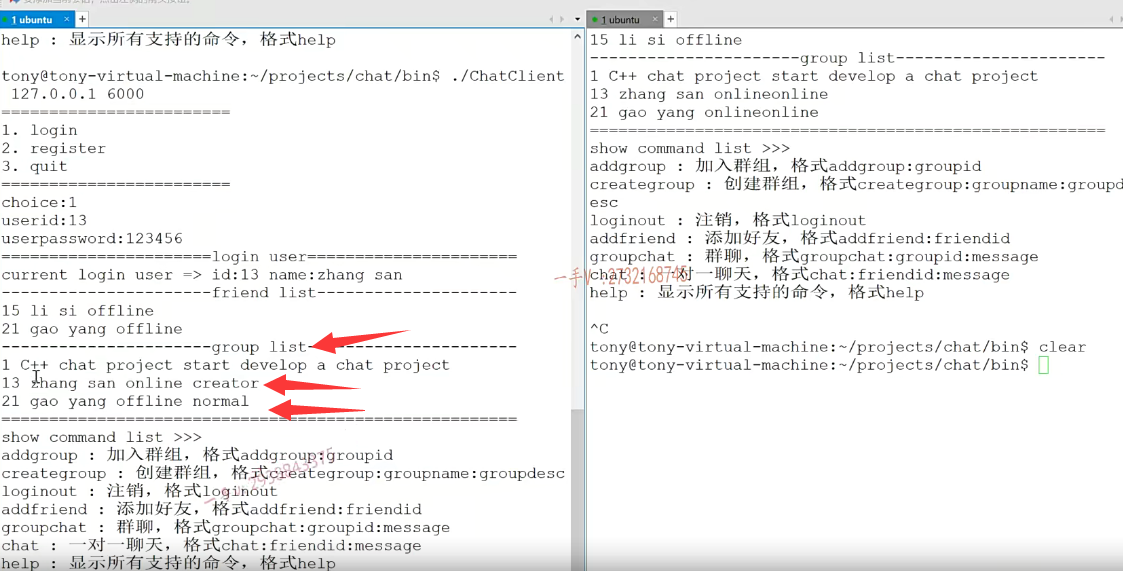 1 ubuntu
help : 显示所有支持的命令，格式help
tony@tony-virtual-machine:~/projects/chat/bin$ ./ChatClient
127.0.0.1 6000
=========================
1. login
2. register
3. quit
=========================
choice:1
userid:13
userpassword:123456
======================login user======================
current login user => id:13 name:zhang san
----------------------friend list---------------------
15 li si offline
21 gao yang offline
----------------------group list----------------------
1 C++ chat project start develop a chat project
13 zhang san online creator
21 gao yang offline normal
======================================================
show command list >>>
addgroup : 加入群组，格式addgroup:groupid
creategroup : 创建群组，格式creategroup:groupname:groupdesc
loginout : 注销，格式loginout
addfriend : 添加好友，格式addfriend:friendid
groupchat : 群聊，格式groupchat:groupid:message
chat : 一对一聊天，格式chat:friendid:message
help : 显示所有支持的命令，格式help
1 ubuntu
15 li si offline
----------------------group list----------------------
1 C++ chat project start develop a chat project
13 zhang san onlineonline
21 gao yang onlineonline
======================================================
show command list >>>
addgroup : 加入群组，格式addgroup:groupid
creategroup : 创建群组，格式creategroup:groupname:groupd
esc
loginout : 注销，格式loginout
addfriend : 添加好友，格式addfriend:friendid
groupchat : 群聊，格式groupchat:groupid:message
chat : 一对一聊天，格式chat:friendid:message
help : 显示所有支持的命令，格式help
^C
tony@tony-virtual-machine:~/projects/chat/bin$ clear
tony@tony-virtual-machine:~/projects/chat/bin$